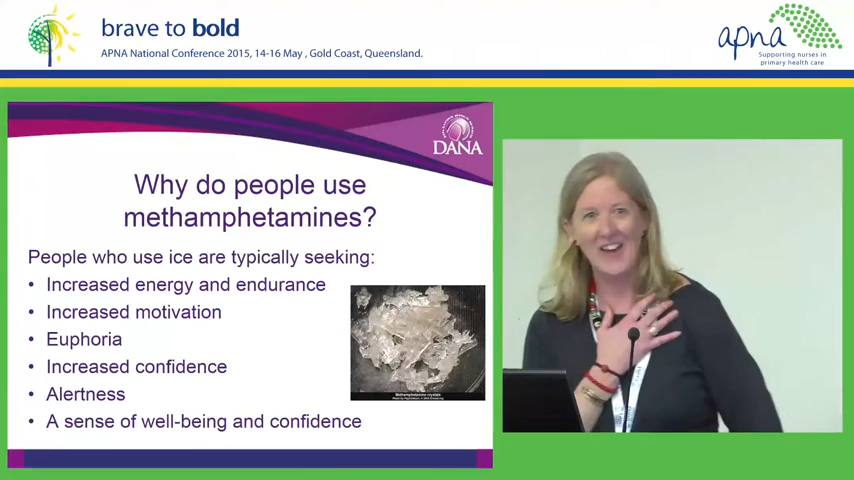 brave to bold
APNA National Conference 2015, 14-16 May , Gold Coast, Queensland.
apna
Supporting nurses in
primary health care
DANA
Why do people use
methamphetamines?
People who use ice are typically seeking:
• Increased energy and endurance
• Increased motivation
• Euphoria
• Increased confidence
• Alertness
• A sense of well-being and confidence
Methamphetamine crystals